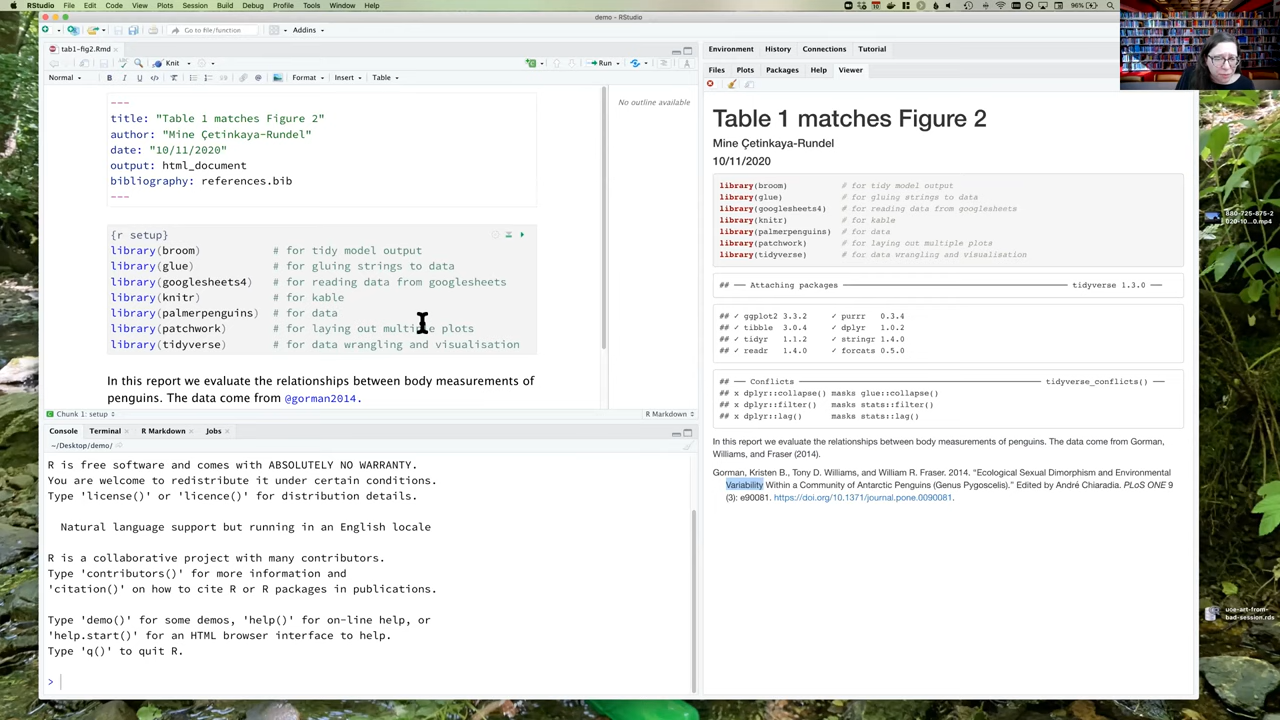 RStudio File Edit Code View Plots Session Build Debug Profile Tools Window Help
96%
demo - RStudio
Go to file/function Addins
tab1-fig2.Rmd
Knit Run
Normal B I U Format Insert Table
---
title: "Table 1 matches Figure 2"
author: "Mine Çetinkaya-Rundel"
date: "10/11/2020"
output: html_document
bibliography: references.bib
---
{r setup}
library(broom) # for tidy model output
library(glue) # for gluing strings to data
library(googlesheets4) # for reading data from googlesheets
library(knitr) # for kable
library(palmerpenguins) # for data
library(patchwork) # for laying out multiple plots
library(tidyverse) # for data wrangling and visualisation
In this report we evaluate the relationships between body measurements of
penguins. The data come from @gorman2014.
No outline available
Chunk 1: setup R Markdown
Console Terminal R Markdown Jobs
~/Desktop/demo/
R is free software and comes with ABSOLUTELY NO WARRANTY.
You are welcome to redistribute it under certain conditions.
Type 'license()' or 'licence()' for distribution details.
Natural language support but running in an English locale
R is a collaborative project with many contributors.
Type 'contributors()' for more information and
'citation()' on how to cite R or R packages in publications.
Type 'demo()' for some demos, 'help()' for on-line help, or
'help.start()' for an HTML browser interface to help.
Type 'q()' to quit R.
>
Environment History Connections Tutorial
Files Plots Packages Help Viewer
Table 1 matches Figure 2
Mine Çetinkaya-Rundel
10/11/2020
library(broom) # for tidy model output
library(glue) # for gluing strings to data
library(googlesheets4) # for reading data from googlesheets
library(knitr) # for kable
library(palmerpenguins) # for data
library(patchwork) # for laying out multiple plots
library(tidyverse) # for data wrangling and visualisation
## ── Attaching packages ──────── tidyverse 1.3.0 ──
## ✓ ggplot2 3.3.2 ✓ purrr 0.3.4
## ✓ tibble 3.0.4 ✓ dplyr 1.0.2
## ✓ tidyr 1.1.2 ✓ stringr 1.4.0
## ✓ readr 1.4.0 ✓ forcats 0.5.0
## ── Conflicts ──────── tidyverse_conflicts() ──
## x dplyr::collapse() masks glue::collapse()
## x dplyr::filter() masks stats::filter()
## x dplyr::lag() masks stats::lag()
In this report we evaluate the relationships between body measurements of penguins. The data come from Gorman,
Williams, and Fraser (2014).
Gorman, Kristen B., Tony D. Williams, and William R. Fraser. 2014. “Ecological Sexual Dimorphism and Environmental
Variability Within a Community of Antarctic Penguins (Genus Pygoscelis).” Edited by André Chiaradia. PLoS ONE 9
(3): e90081. https://doi.org/10.1371/journal.pone.0090081.
880-725-875-2
020-10...0.mp4
uoe-art-from-
bad-session.rds